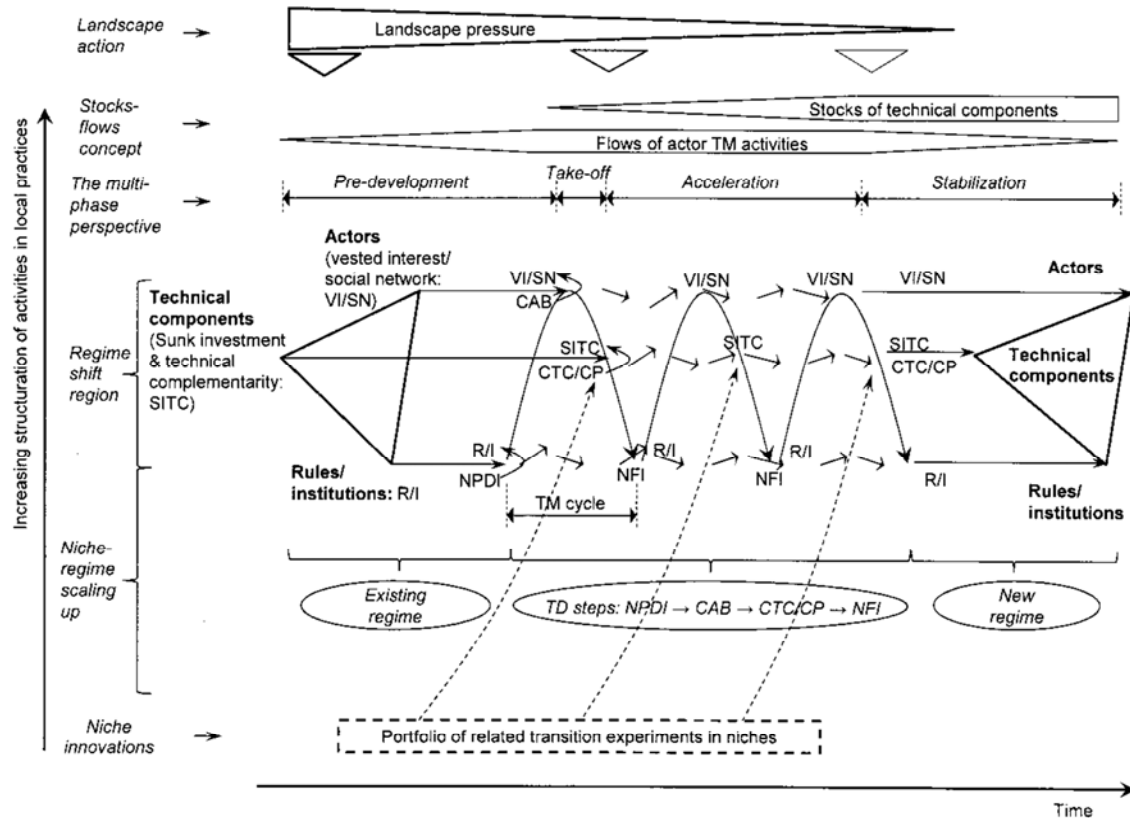 Landscape
action
Landscape pressure
Stocks-
flows
concept
Stocks of technical components
Flows of actor TM activities
The multi-
phase
perspective
Pre-development
Take-off
Acceleration
Stabilization
Increasing structuration of activities in local practices
Regime
shift
region
Technical
components
(Sunk investment
& technical
complementarity:
SITC)
Actors
(vested interest/
social network:
VI/SN)
VI/SN
CAB
VI/SN
VI/SN
VI/SN
Actors
SITC
CTC/CP
SITC
SITC
CTC/CP
Technical
components
R/I
NPDI
R/I
NFI
R/I
NFI
R/I
Rules/
institutions: R/I
Rules/
institutions
TM cycle
Niche-
regime
scaling
up
Existing
regime
TD steps: NPDI → CAB → CTC/CP → NFI
New
regime
Niche
innovations
Portfolio of related transition experiments in niches
Time